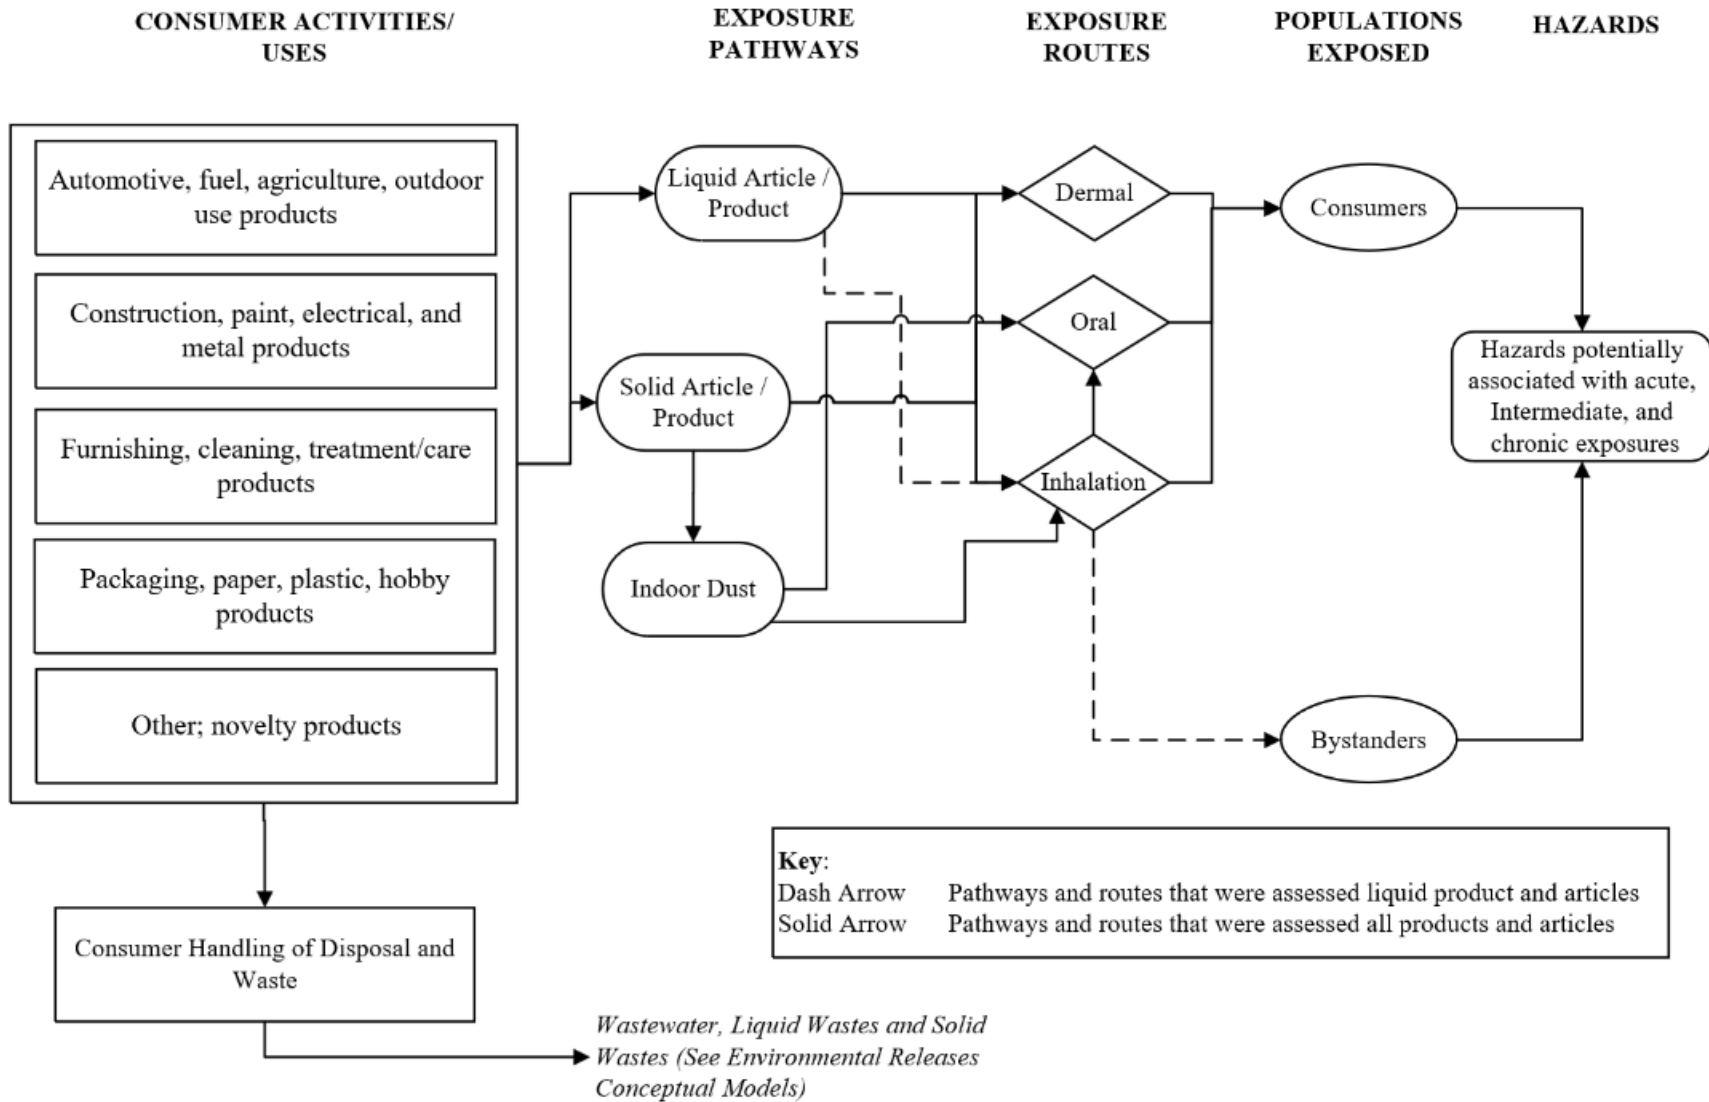 CONSUMER ACTIVITIES/
USES
EXPOSURE
PATHWAYS
EXPOSURE
ROUTES
POPULATIONS
EXPOSED
HAZARDS
Automotive, fuel, agriculture, outdoor
use products
Construction, paint, electrical, and
metal products
Furnishing, cleaning, treatment/care
products
Packaging, paper, plastic, hobby
products
Other; novelty products
Consumer Handling of Disposal and
Waste
Wastewater, Liquid Wastes and Solid
Wastes (See Environmental Releases
Conceptual Models)
Liquid Article /
Product
Solid Article /
Product
Indoor Dust
Dermal
Oral
Inhalation
Consumers
Bystanders
Hazards potentially
associated with acute,
Intermediate, and
chronic exposures
Key:
Dash Arrow Pathways and routes that were assessed liquid product and articles
Solid Arrow Pathways and routes that were assessed all products and articles